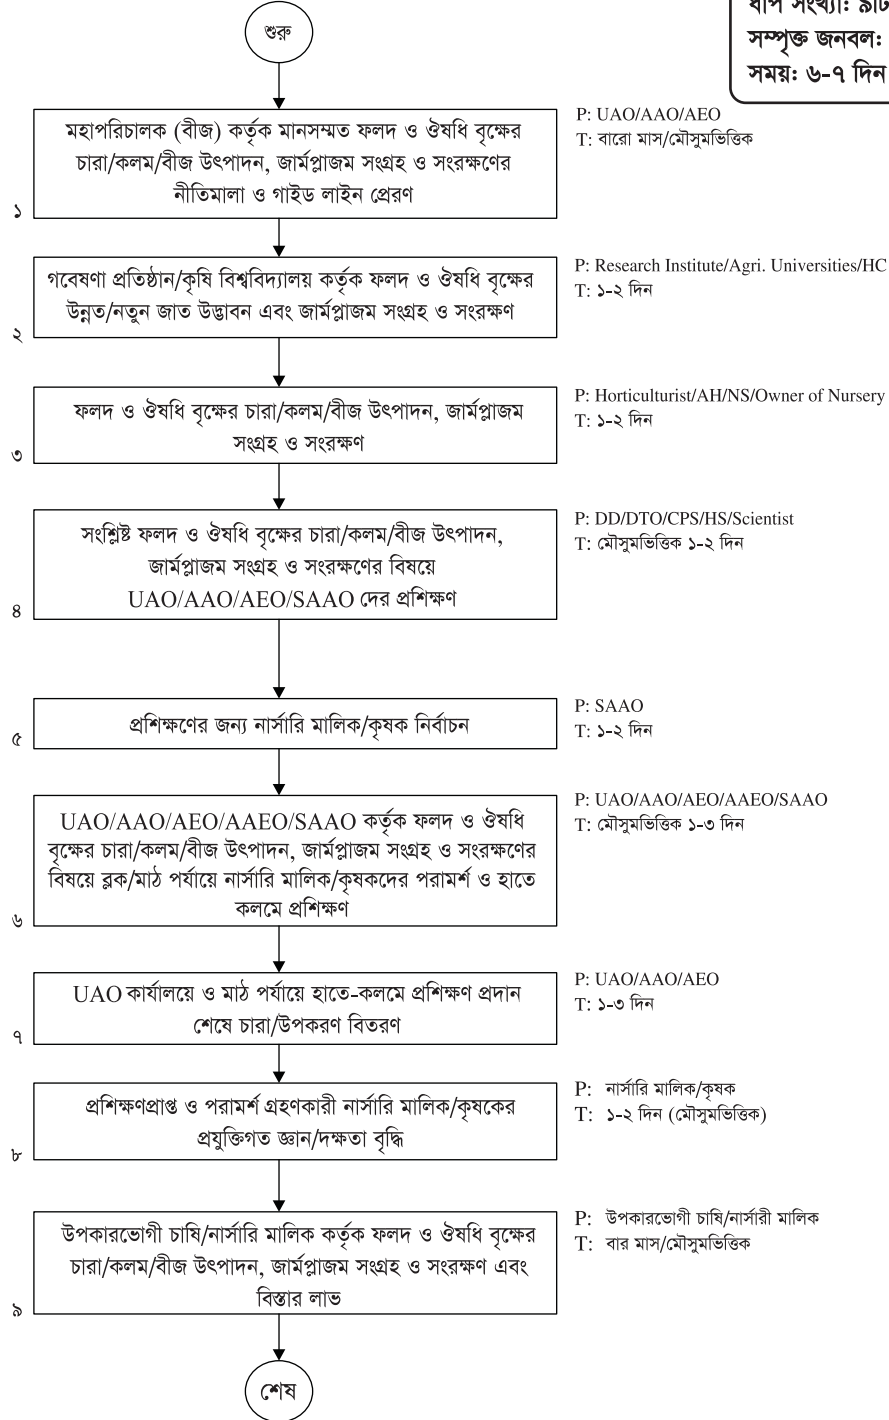 শুরু
ধাপ সংখ্যা: ৯টি
সম্পৃক্ত জনবল:
সময়: ৬-৭ দিন
মহাপরিচালক (বীজ) কর্তৃক মানসম্মত ফলদ ও ঔষধি বৃক্ষের
চারা/কলম/বীজ উৎপাদন, জার্মপ্লাজম সংগ্রহ ও সংরক্ষণের
নীতিমালা ও গাইড লাইন প্রেরণ
১
P: UAO/AAO/AEO
T: বারো মাস/মৌসুমভিত্তিক
গবেষণা প্রতিষ্ঠান/কৃষি বিশ্ববিদ্যালয় কর্তৃক ফলদ ও ঔষধি বৃক্ষের
উন্নত/নতুন জাত উদ্ভাবন এবং জার্মপ্লাজম সংগ্রহ ও সংরক্ষণ
২
P: Research Institute/Agri. Universities/HC
T: ১-২ দিন
ফলদ ও ঔষধি বৃক্ষের চারা/কলম/বীজ উৎপাদন, জার্মপ্লাজম
সংগ্রহ ও সংরক্ষণ
৩
P: Horticulturist/AH/NS/Owner of Nursery
T: ১-২ দিন
সংশ্লিষ্ট ফলদ ও ঔষধি বৃক্ষের চারা/কলম/বীজ উৎপাদন,
জার্মপ্লাজম সংগ্রহ ও সংরক্ষণের বিষয়ে
UAO/AAO/AEO/SAAO দের প্রশিক্ষণ
৪
P: DD/DTO/CPS/HS/Scientist
T: মৌসুমভিত্তিক ১-২ দিন
প্রশিক্ষণের জন্য নার্সারি মালিক/কৃষক নির্বাচন
৫
P: SAAO
T: ১-২ দিন
UAO/AAO/AEO/AAEO/SAAO কর্তৃক ফলদ ও ঔষধি
বৃক্ষের চারা/কলম/বীজ উৎপাদন, জার্মপ্লাজম সংগ্রহ ও সংরক্ষণের
বিষয়ে ব্লক/মাঠ পর্যায়ে নার্সারি মালিক/কৃষকদের পরামর্শ ও হাতে
কলমে প্রশিক্ষণ
৬
P: UAO/AAO/AEO/AAEO/SAAO
T: মৌসুমভিত্তিক ১-৩ দিন
UAO কার্যালয়ে ও মাঠ পর্যায়ে হাতে-কলমে প্রশিক্ষণ প্রদান
শেষে চারা/উপকরণ বিতরণ
৭
P: UAO/AAO/AEO
T: ১-৩ দিন
প্রশিক্ষণপ্রাপ্ত ও পরামর্শ গ্রহণকারী নার্সারি মালিক/কৃষকের
প্রযুক্তিগত জ্ঞান/দক্ষতা বৃদ্ধি
৮
P: নার্সারি মালিক/কৃষক
T: ১-২ দিন (মৌসুমভিত্তিক)
উপকারভোগী চাষি/নার্সারি মালিক কর্তৃক ফলদ ও ঔষধি বৃক্ষের
চারা/কলম/বীজ উৎপাদন, জার্মপ্লাজম সংগ্রহ ও সংরক্ষণ এবং
বিস্তার লাভ
৯
P: উপকারভোগী চাষি/নার্সারী মালিক
T: বার মাস/মৌসুমভিত্তিক
শেষ